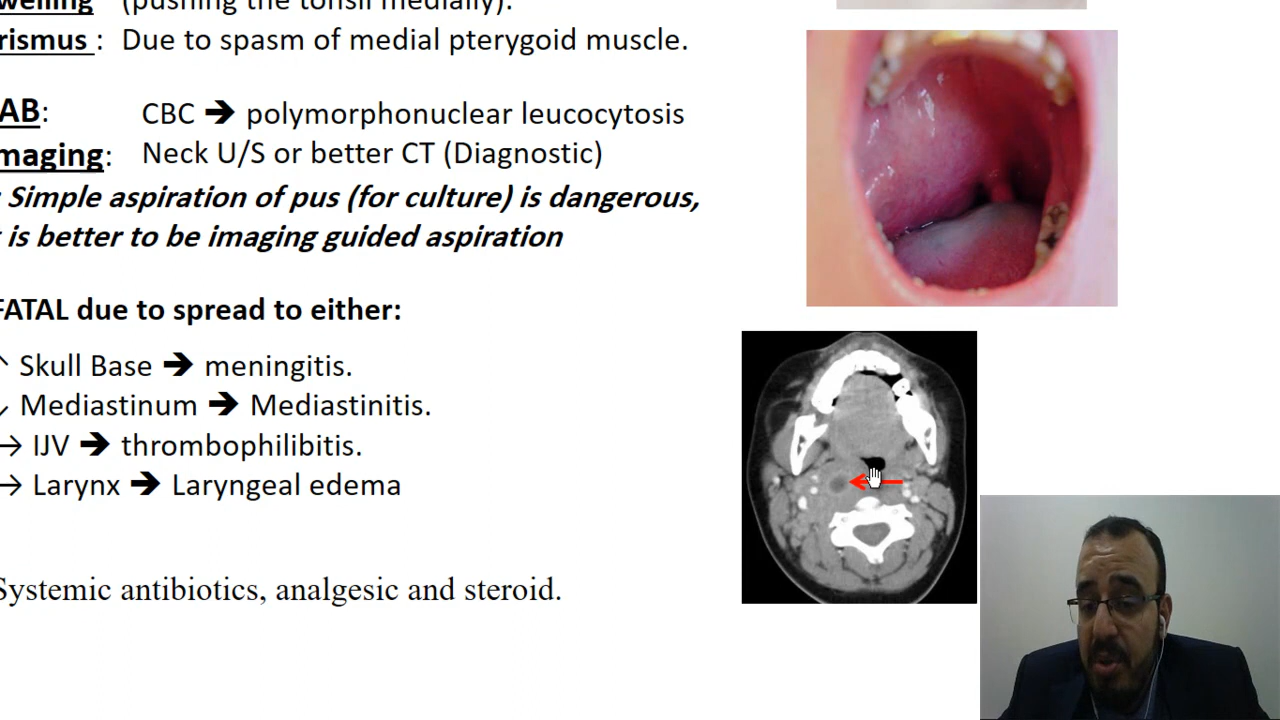 welling (pushing the tonsil medially).
rismus : Due to spasm of medial pterygoid muscle.
AB: CBC ➔ polymorphonuclear leucocytosis
maging: Neck U/S or better CT (Diagnostic)
: Simple aspiration of pus (for culture) is dangerous,
t is better to be imaging guided aspiration
FATAL due to spread to either:
Skull Base ➔ meningitis.
Mediastinum ➔ Mediastinitis.
→ IJV ➔ thrombophilibitis.
→ Larynx ➔ Laryngeal edema
Systemic antibiotics, analgesic and steroid.